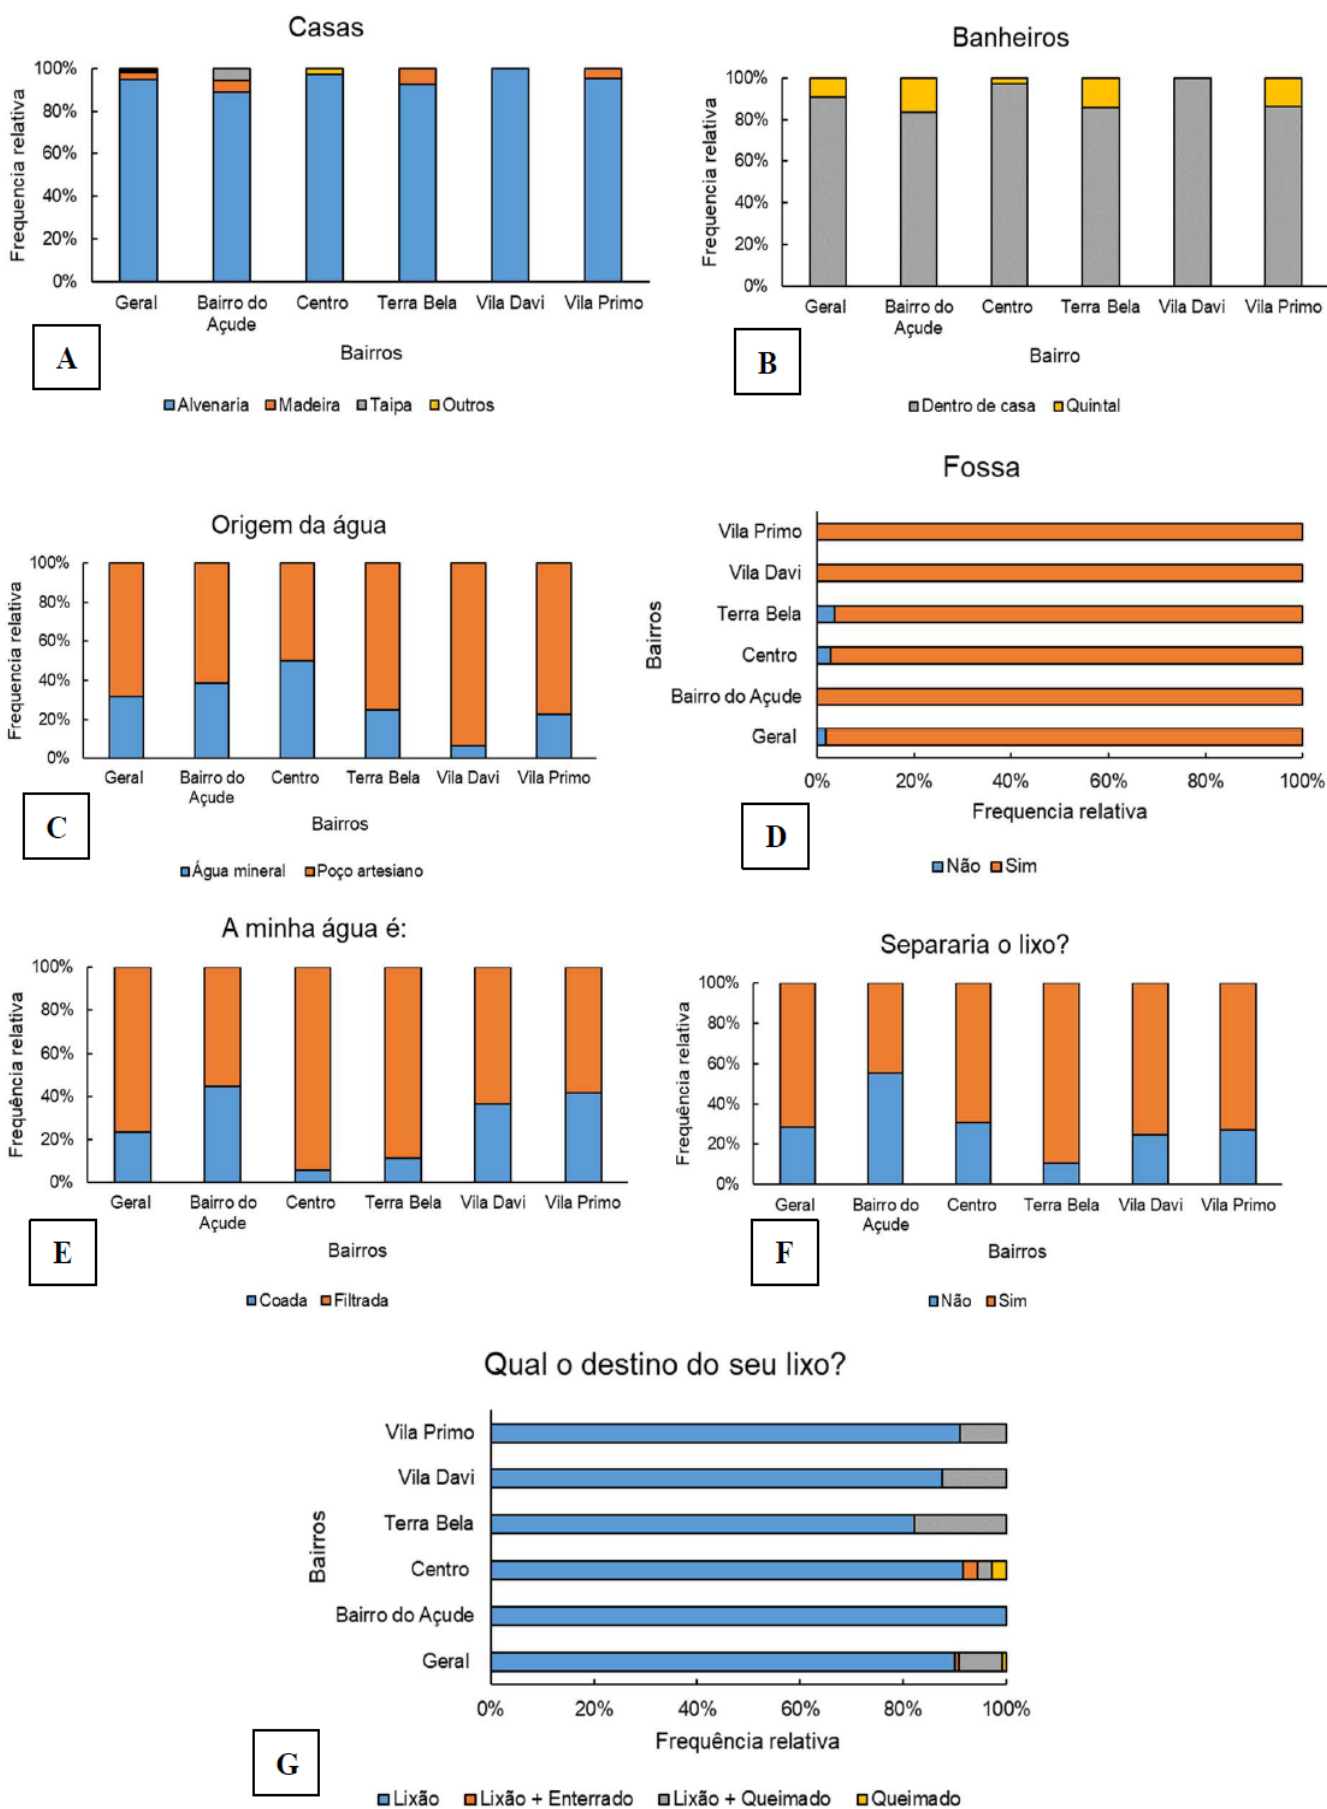 Casas
Frequencia relativa
100%
80%
60%
40%
20%
0%
Geral
Bairro do Açude
Centro
Terra Bela
Vila Davi
Vila Primo
Bairros
A
Alvenaria Madeira Taipa Outros
Banheiros
Frequencia relativa
100%
80%
60%
40%
20%
0%
Geral
Bairro do Açude
Centro
Terra Bela
Vila Davi
Vila Primo
Bairro
B
Dentro de casa Quintal
Origem da água
Frequencia relativa
100%
80%
60%
40%
20%
0%
Geral
Bairro do Açude
Centro
Terra Bela
Vila Davi
Vila Primo
Bairros
C
Água mineral Poço artesiano
Fossa
Bairros
Vila Primo
Vila Davi
Terra Bela
Centro
Bairro do Açude
Geral
0% 20% 40% 60% 80% 100%
Frequencia relativa
D
Não Sim
A minha água é:
Frequência relativa
100%
80%
60%
40%
20%
0%
Geral
Bairro do Açude
Centro
Terra Bela
Vila Davi
Vila Primo
Bairros
E
Coada Filtrada
Separaria o lixo?
Frequência relativa
100%
80%
60%
40%
20%
0%
Geral
Bairro do Açude
Centro
Terra Bela
Vila Davi
Vila Primo
Bairros
F
Não Sim
Qual o destino do seu lixo?
Bairros
Vila Primo
Vila Davi
Terra Bela
Centro
Bairro do Açude
Geral
0% 20% 40% 60% 80% 100%
Frequência relativa
G
Lixão Lixão + Enterrado Lixão + Queimado Queimado